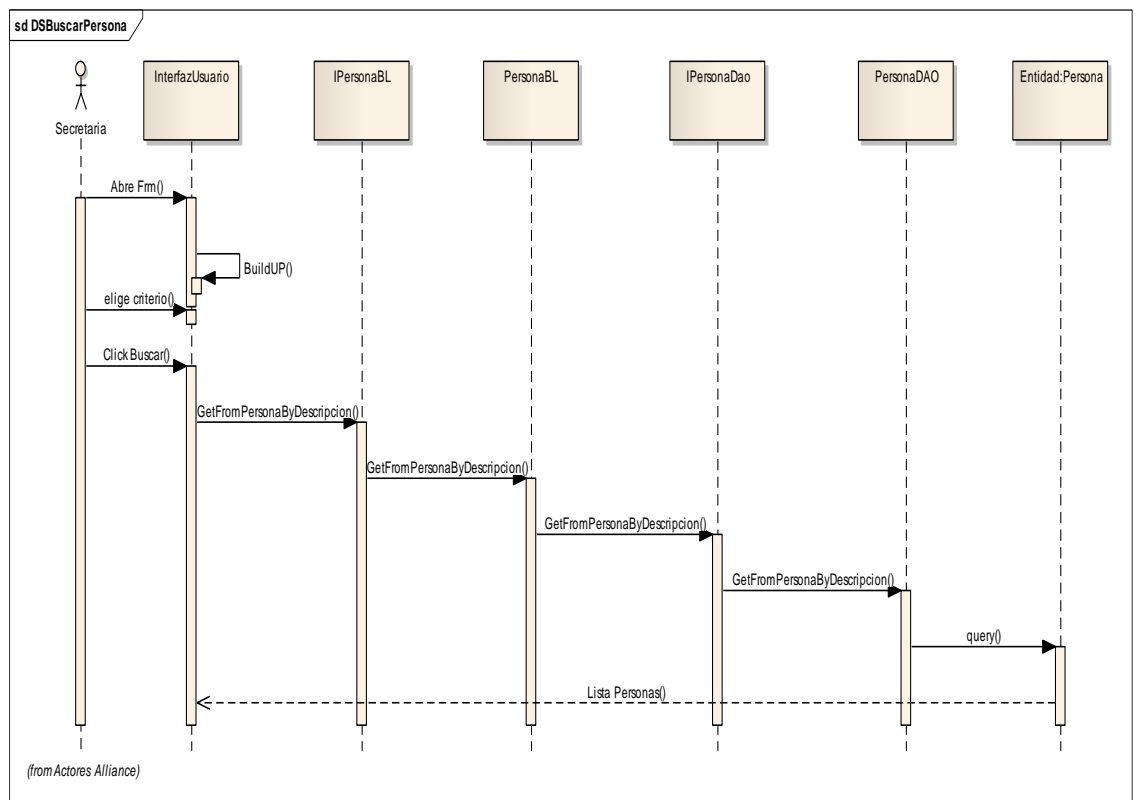 sd DSBuscarPersona
Secretaria
InterfazUsuario
IPersonaBL
PersonaBL
IPersonaDao
PersonaDAO
Entidad:Persona
Abre Frm()
BuildUP()
elige criterio()
Click Buscar()
GetFromPersonaByDescripcion()
GetFromPersonaByDescripcion()
GetFromPersonaByDescripcion()
GetFromPersonaByDescripcion()
query()
Lista Personas()
(from Actores Alliance)